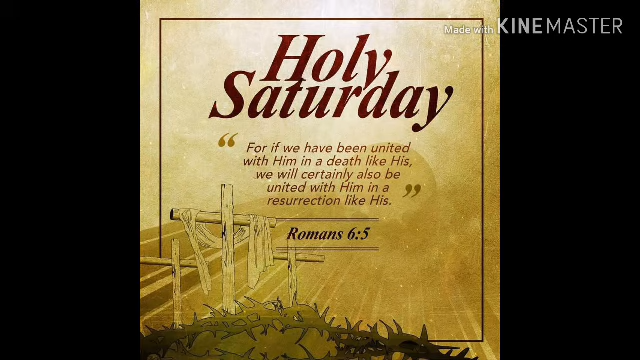 Made with KINEMASTER
Holy
Saturday
“ For if we have been united
with Him in a death like His,
we will certainly also be
united with Him in a
resurrection like His. ”
Romans 6:5